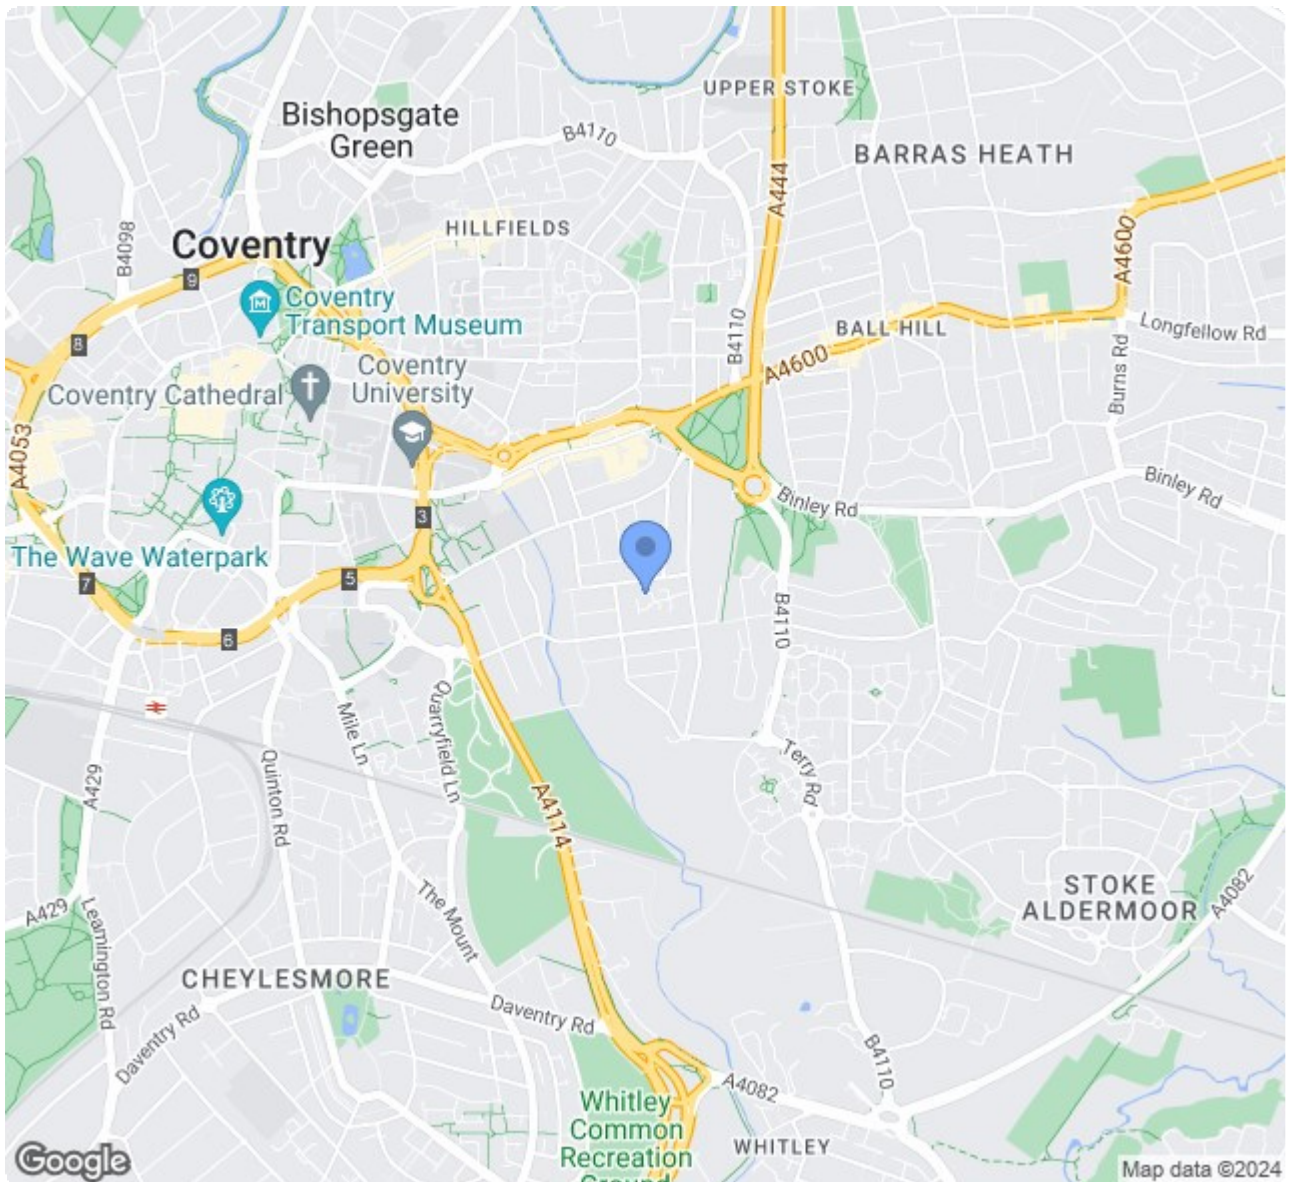 UPPER STOKE
Bishopsgate
Green
B4110
BARRAS HEATH
A444
HILLFIELDS
Coventry
B4098
A4600
9
Coventry
Transport Museum
8
B4110
BALL HILL
Longfellow Rd
A4600
Burns Rd
Coventry
University
Coventry Cathedral
A4053
Binley Rd
Binley Rd
3
The Wave Waterpark
7
5
6
B4110
Mile Ln
Quarryfield Ln
Quinton Rd
A429
Terry Rd
A4114
The Mount
STOKE
ALDERMOOR
A4082
A429
Leamington Rd
CHEYLESMORE
Daventry Rd
Daventry Rd
B4110
A4082
Whitley
Common
Recreation
Ground
WHITLEY
Google
Map data ©2024